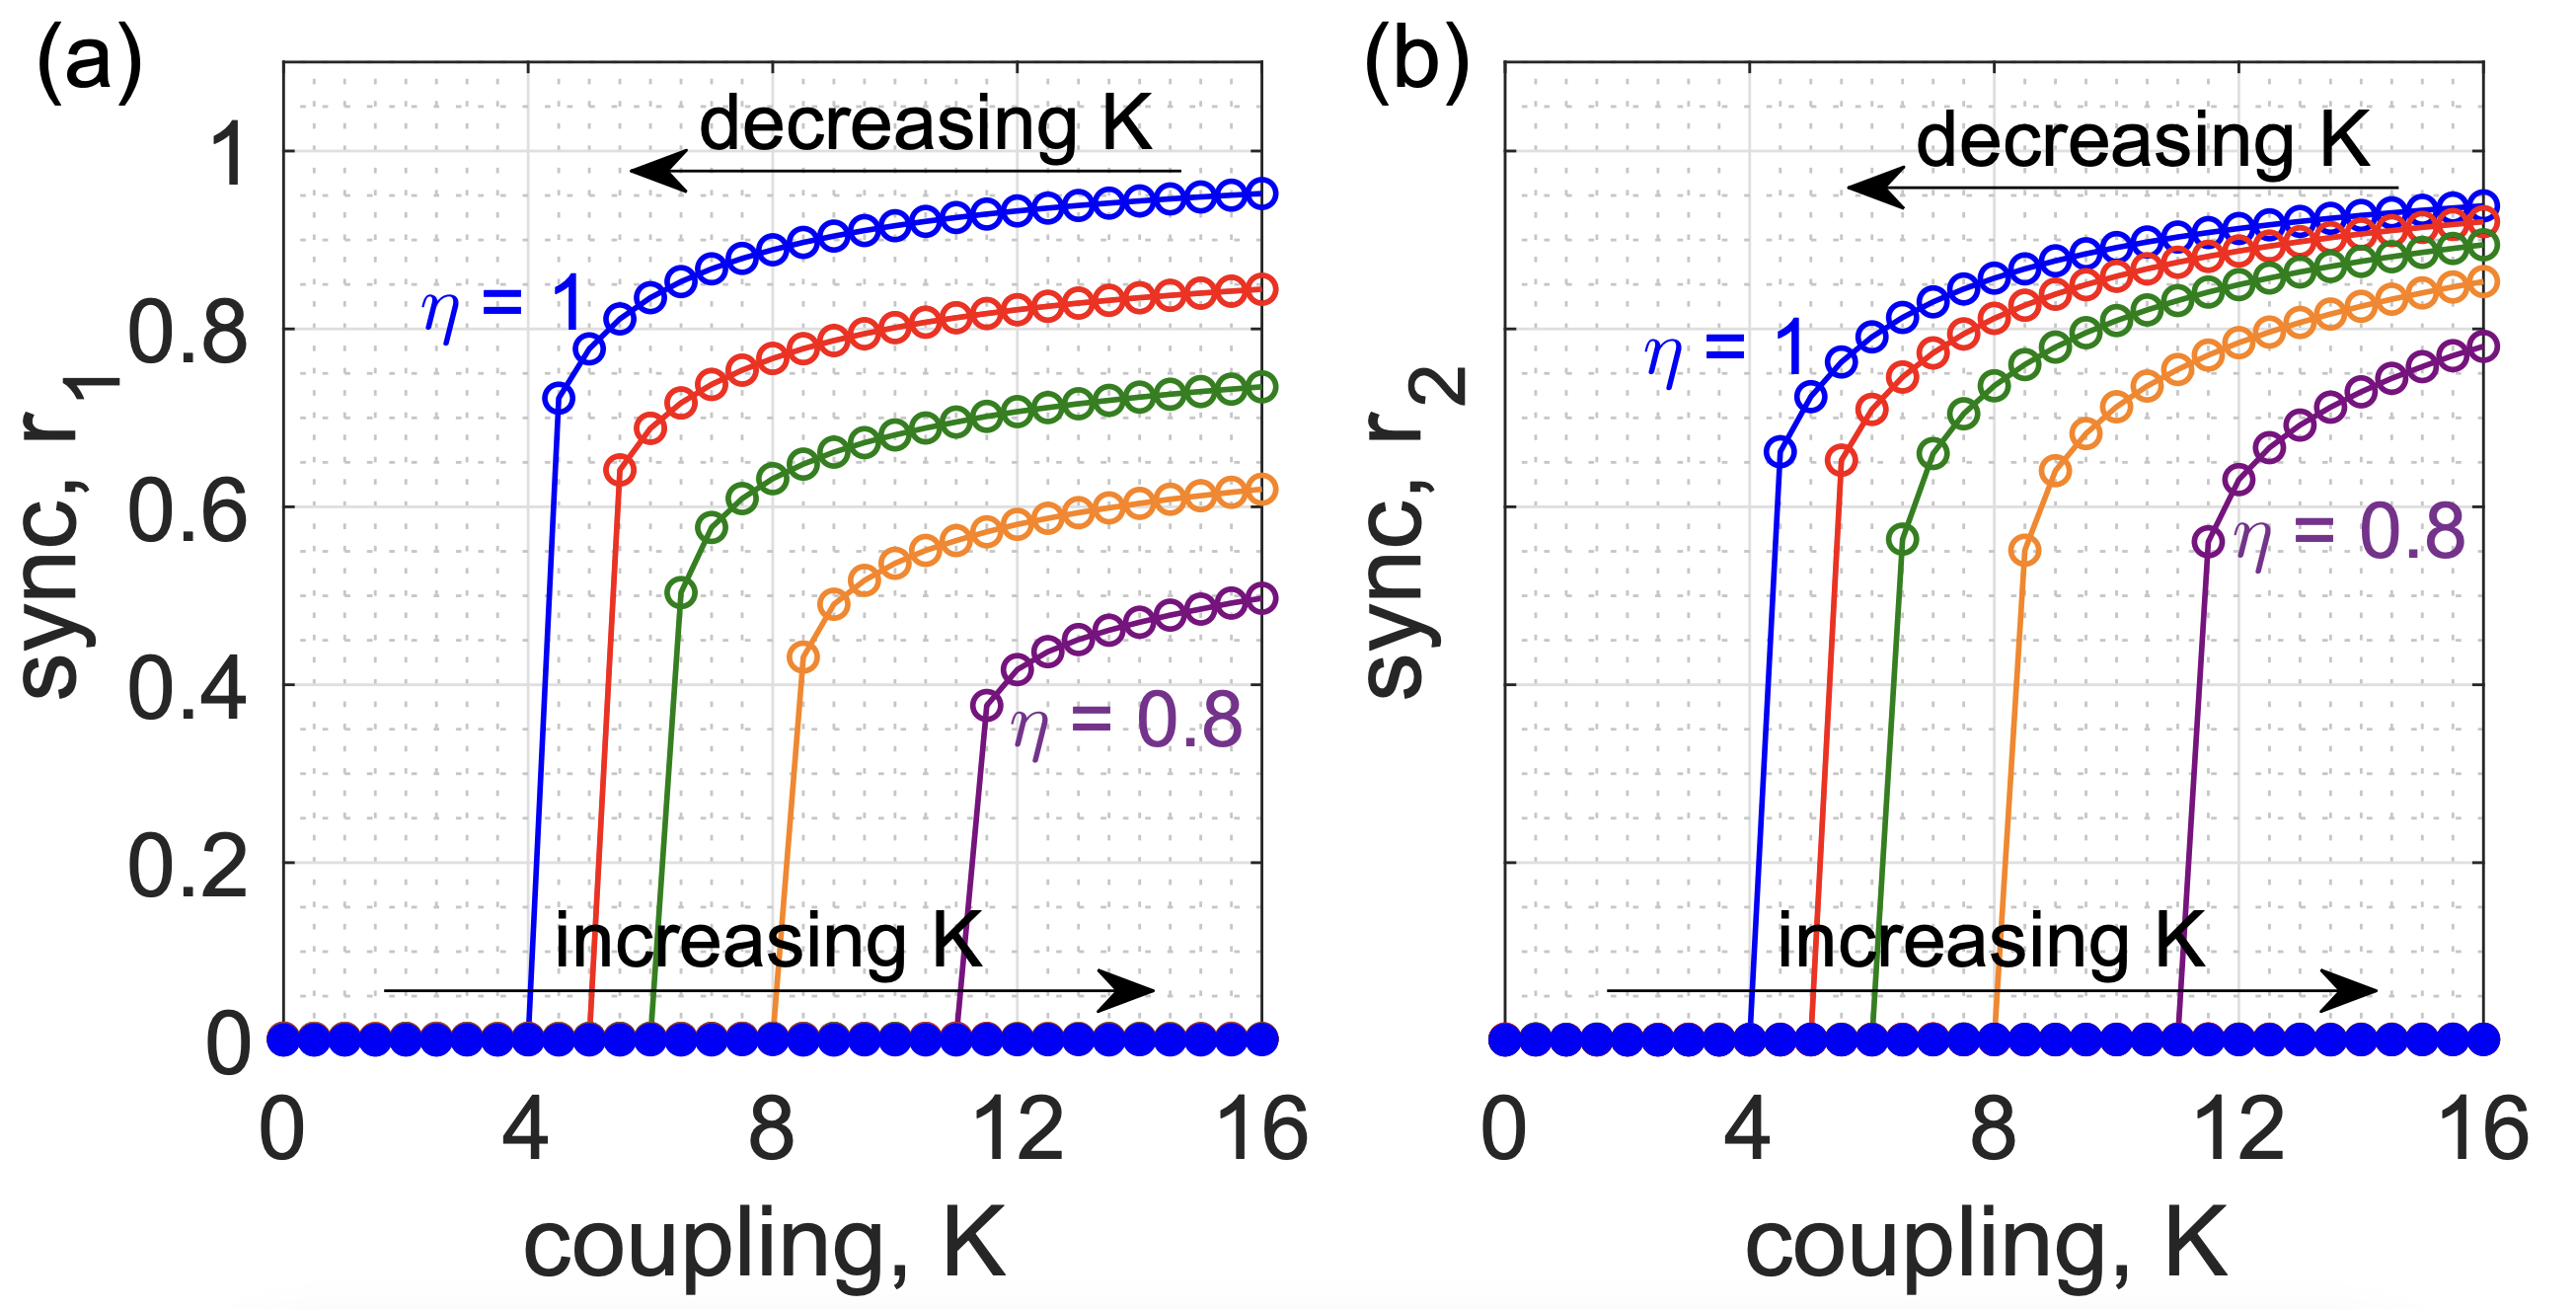 (a)
decreasing K
η = 1
η = 0.8
increasing K
sync, r1
1
0.8
0.6
0.4
0.2
0
0 4 8 12 16
coupling, K
(b)
decreasing K
η = 1
η = 0.8
increasing K
sync, r2
0 4 8 12 16
coupling, K